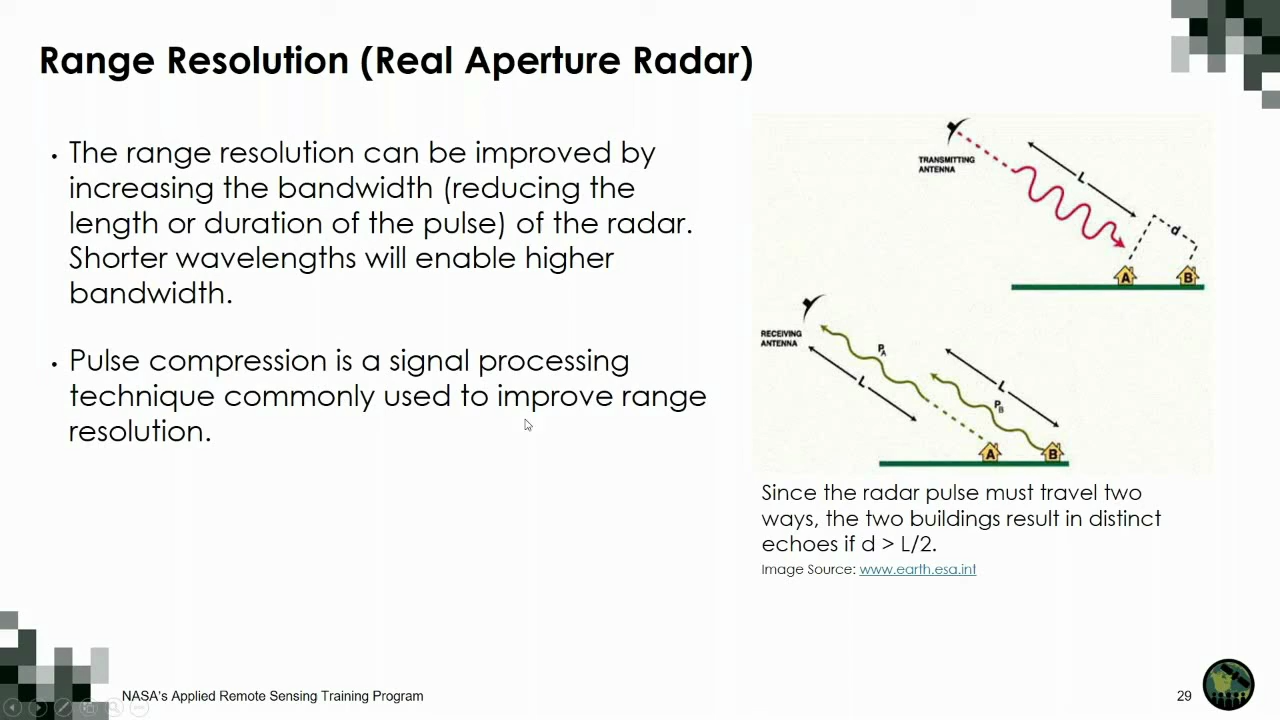 Range Resolution (Real Aperture Radar)
• The range resolution can be improved by
increasing the bandwidth (reducing the
length or duration of the pulse) of the radar.
Shorter wavelengths will enable higher
bandwidth.
• Pulse compression is a signal processing
technique commonly used to improve range
resolution.
TRANSMITTING
ANTENNA
L
d
A
B
RECEIVING
ANTENNA
PA
L
L
PB
A
B
Since the radar pulse must travel two
ways, the two buildings result in distinct
echoes if d > L/2.
Image Source: www.earth.esa.int
NASA's Applied Remote Sensing Training Program
29